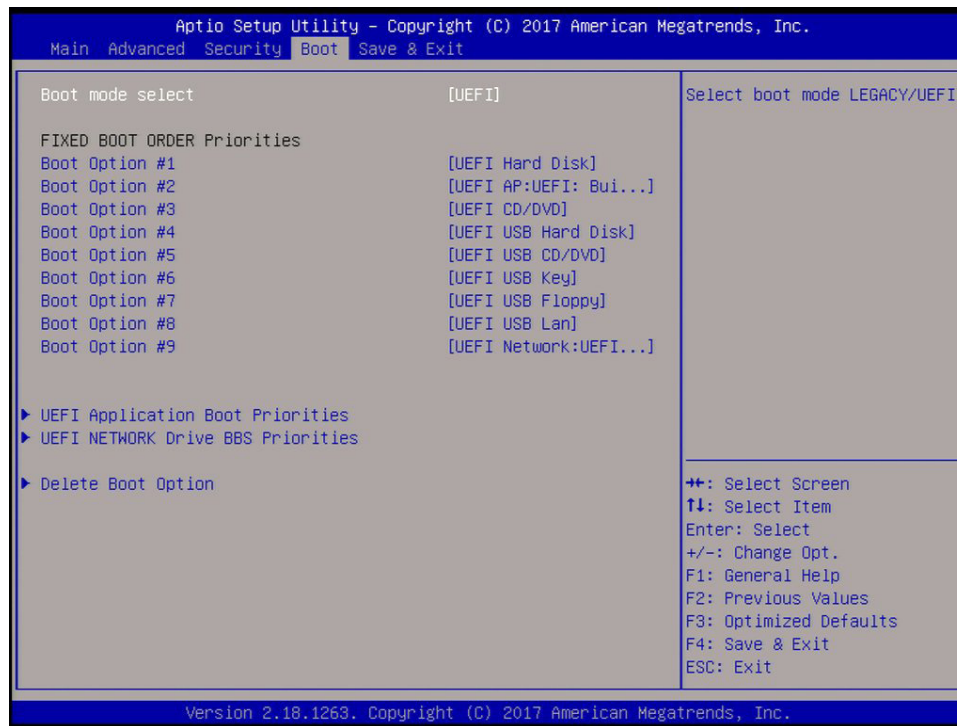 Aptio Setup Utility – Copyright (C) 2017 American Megatrends, Inc.
Main Advanced Security Boot Save & Exit
Boot mode select [UEFI]
FIXED BOOT ORDER Priorities
Boot Option #1 [UEFI Hard Disk]
Boot Option #2 [UEFI AP:UEFI: Bui...]
Boot Option #3 [UEFI CD/DVD]
Boot Option #4 [UEFI USB Hard Disk]
Boot Option #5 [UEFI USB CD/DVD]
Boot Option #6 [UEFI USB Key]
Boot Option #7 [UEFI USB Floppy]
Boot Option #8 [UEFI USB Lan]
Boot Option #9 [UEFI Network:UEFI...]
UEFI Application Boot Priorities
UEFI NETWORK Drive BBS Priorities
Delete Boot Option
Select boot mode LEGACY/UEFI
→←: Select Screen
↑↓: Select Item
Enter: Select
+/-: Change Opt.
F1: General Help
F2: Previous Values
F3: Optimized Defaults
F4: Save & Exit
ESC: Exit
Version 2.18.1263. Copyright (C) 2017 American Megatrends, Inc.